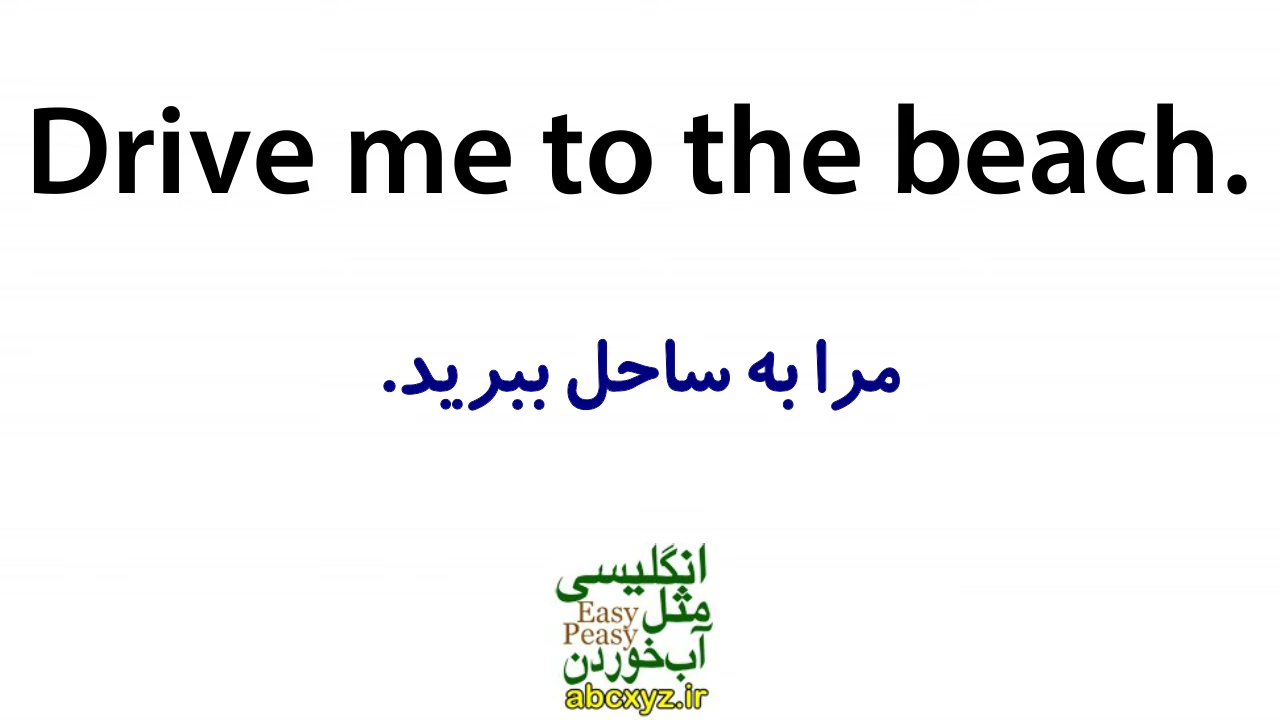 Drive me to the beach.
مرا به ساحل ببرید.
انگلیسی
مثل
Easy
Peasy
آب‌خوردن
abcxyz.ir